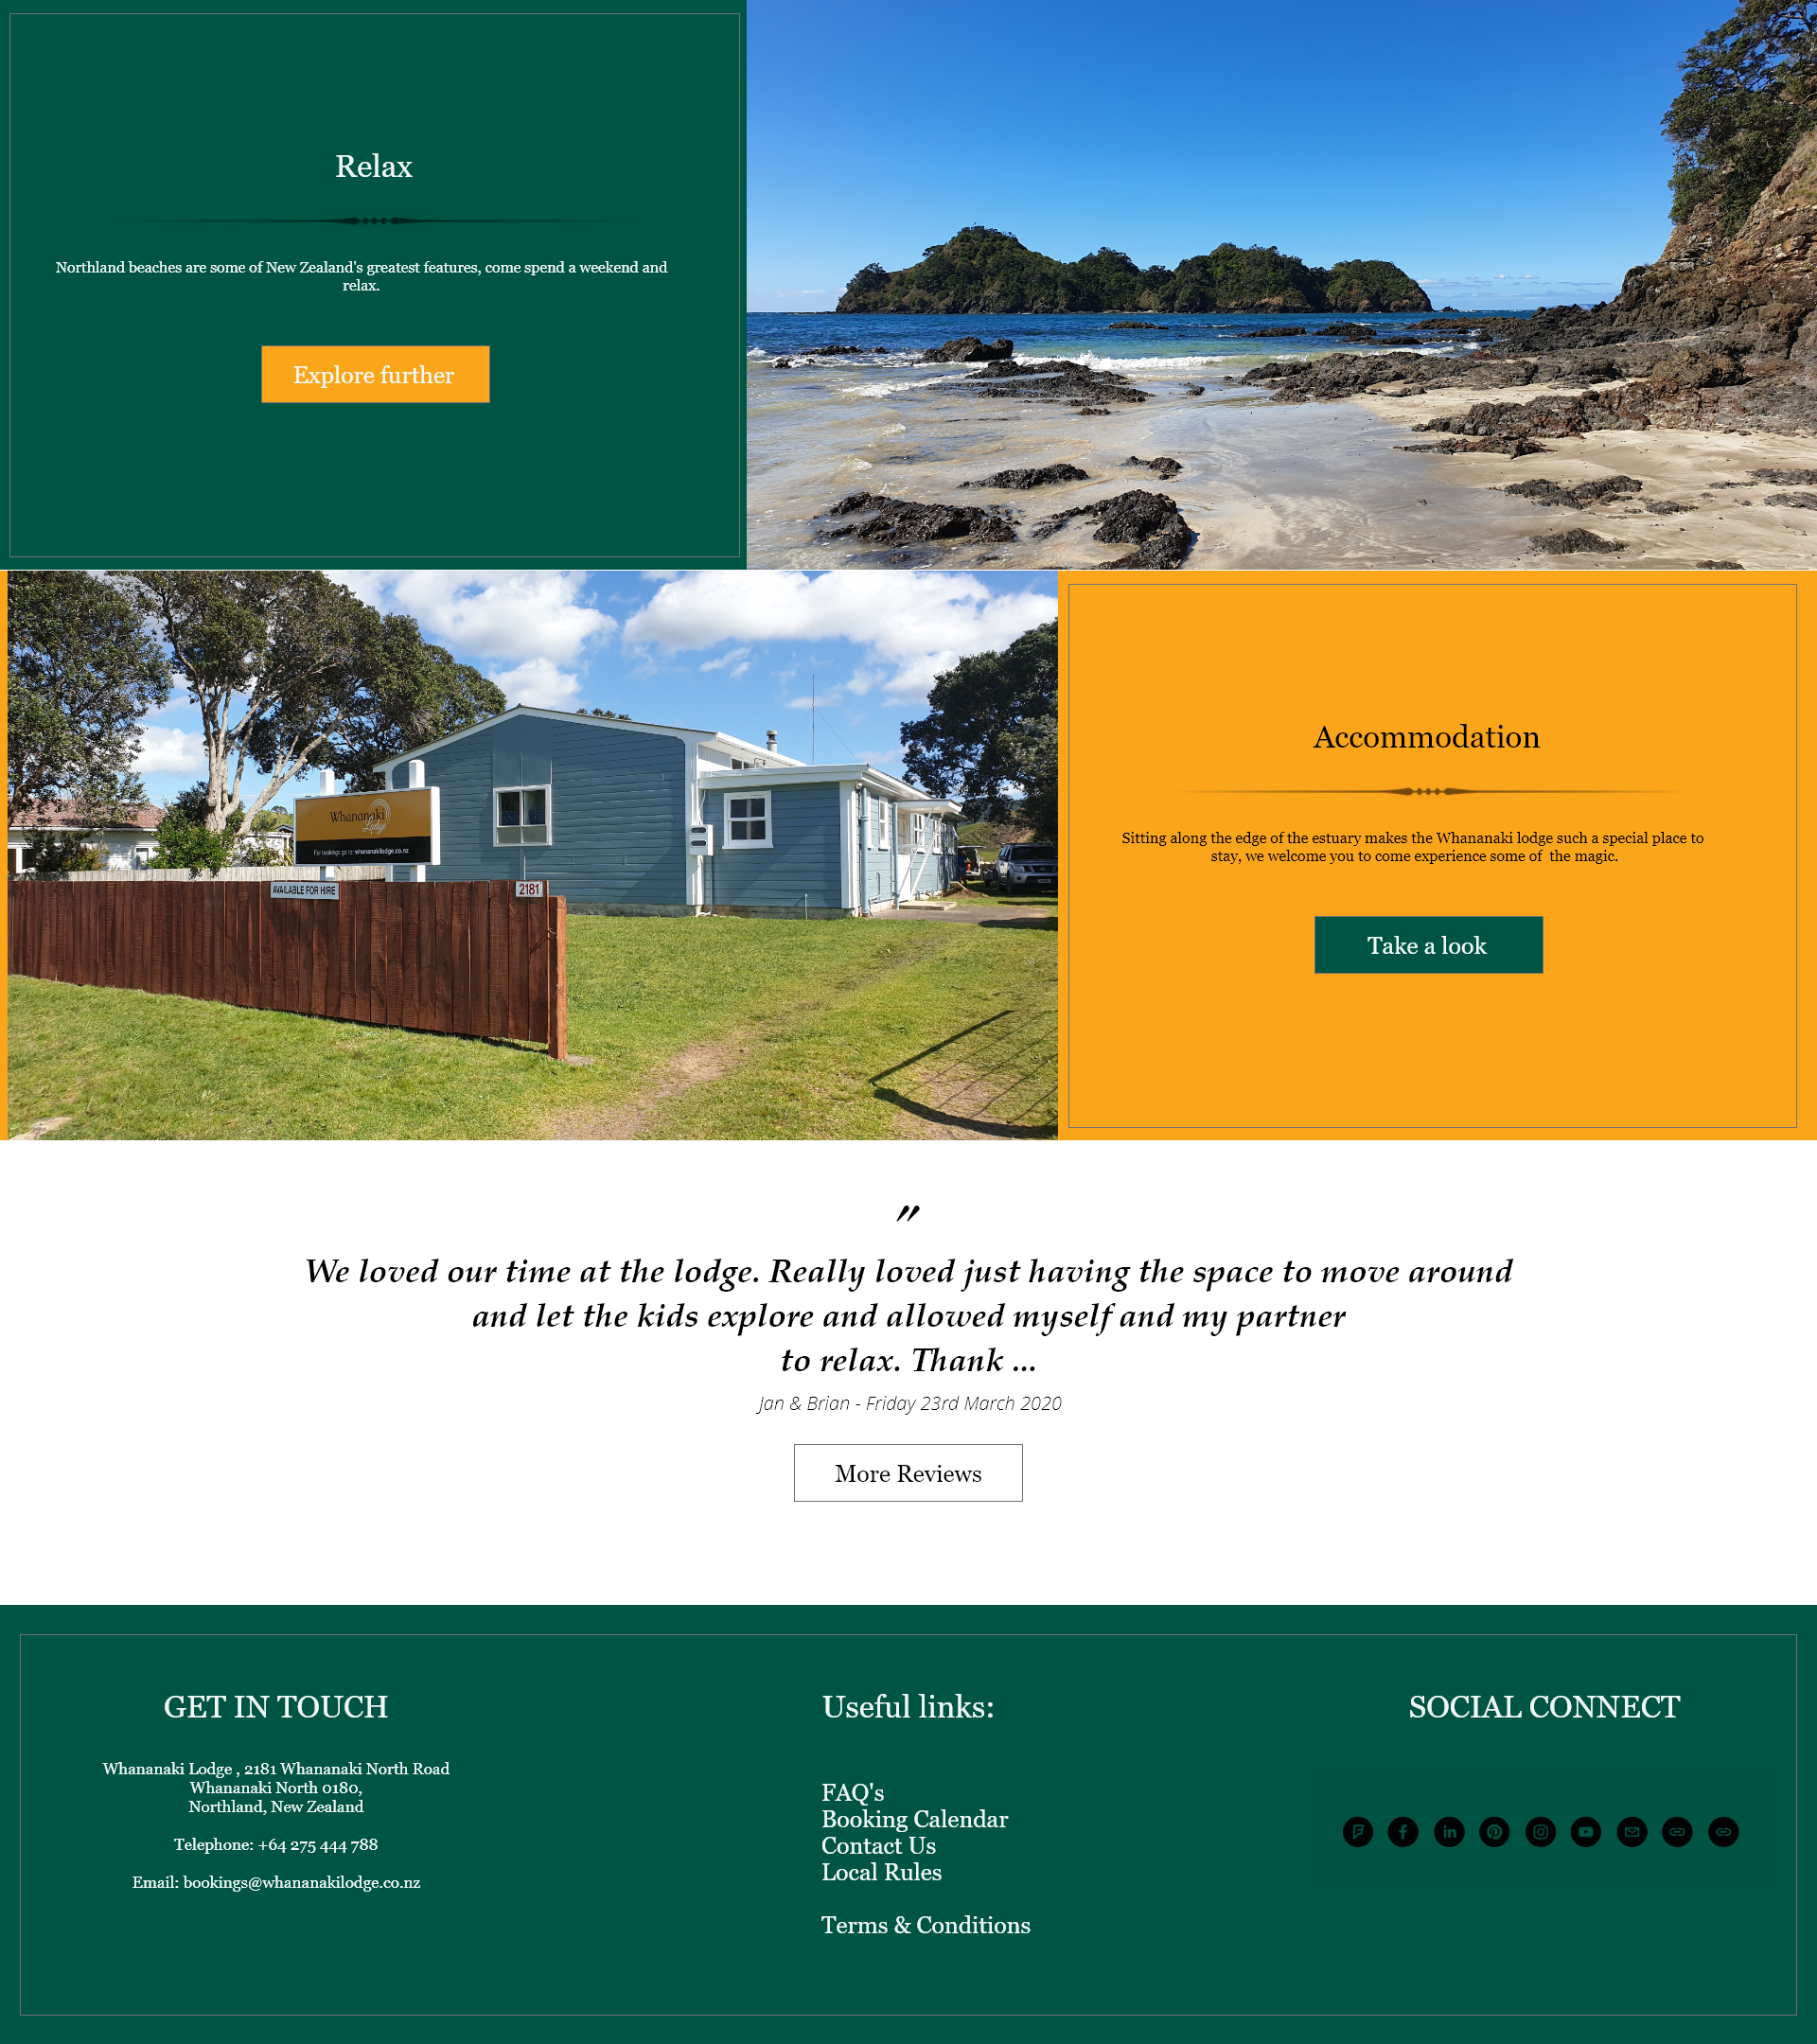 Relax
Northland beaches are some of New Zealand's greatest features, come spend a weekend and
relax.
Explore further
Whananaki
Lodge
For bookings go to: whananakilodge.co.nz
AVAILABLE FOR HIRE
2181
Accommodation
Sitting along the edge of the estuary makes the Whananaki lodge such a special place to
stay, we welcome you to come experience some of  the magic.
Take a look
"
We loved our time at the lodge. Really loved just having the space to move around
and let the kids explore and allowed myself and my partner
to relax. Thank ...
Jan & Brian - Friday 23rd March 2020
More Reviews
GET IN TOUCH
Whananaki Lodge , 2181 Whananaki North Road
Whananaki North 0180,
Northland, New Zealand
Telephone: +64 275 444 788
Email: bookings@whananakilodge.co.nz
Useful links:
FAQ's
Booking Calendar
Contact Us
Local Rules
Terms & Conditions
SOCIAL CONNECT